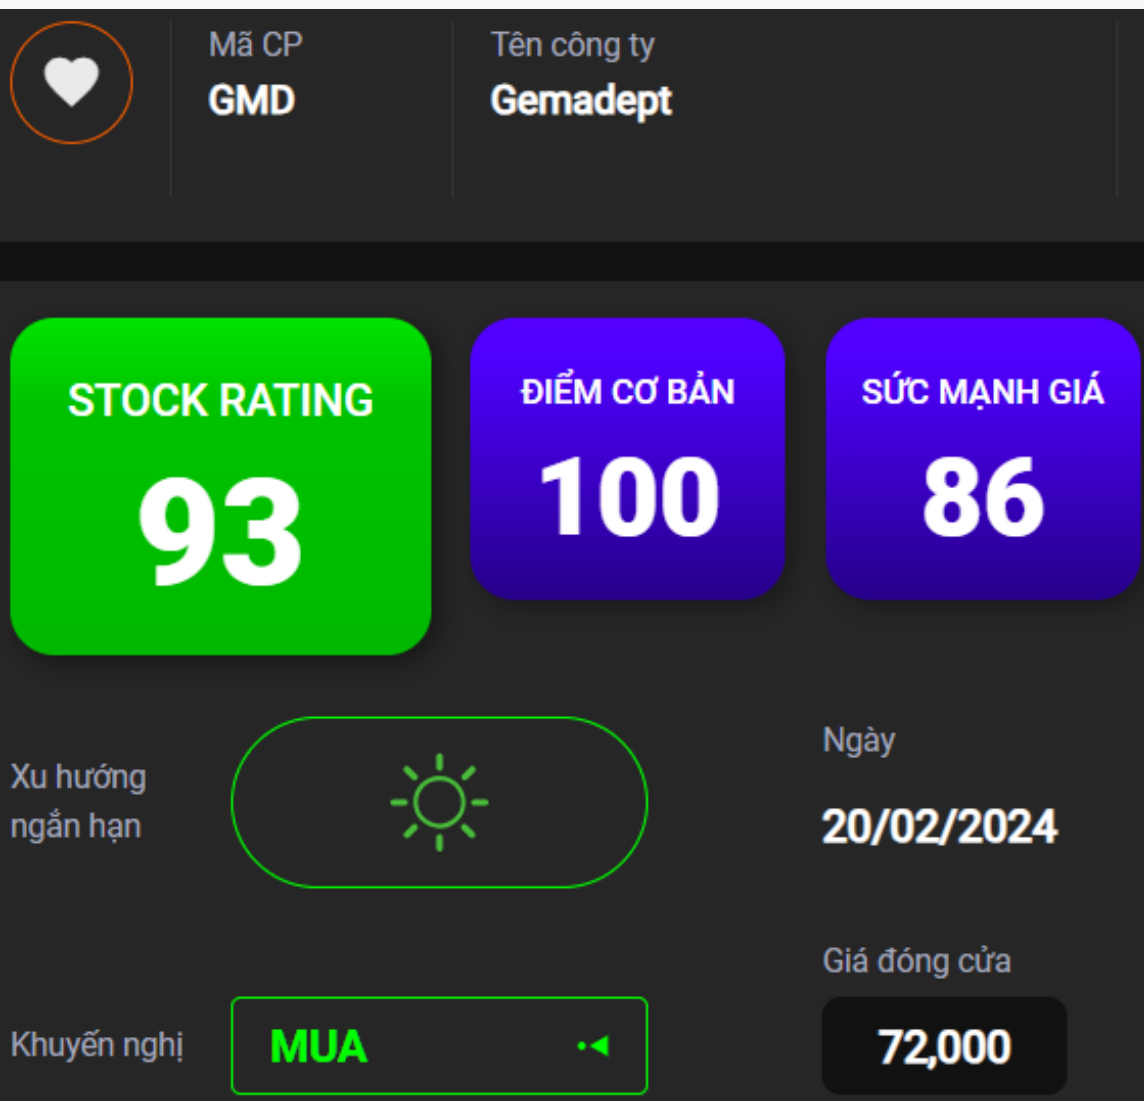 Mã CP
GMD
Tên công ty
Gemadept
STOCK RATING
93
ĐIỂM CƠ BẢN
100
SỨC MẠNH GIÁ
86
Xu hướng
ngắn hạn
Ngày
20/02/2024
Khuyến nghị
MUA
Giá đóng cửa
72,000